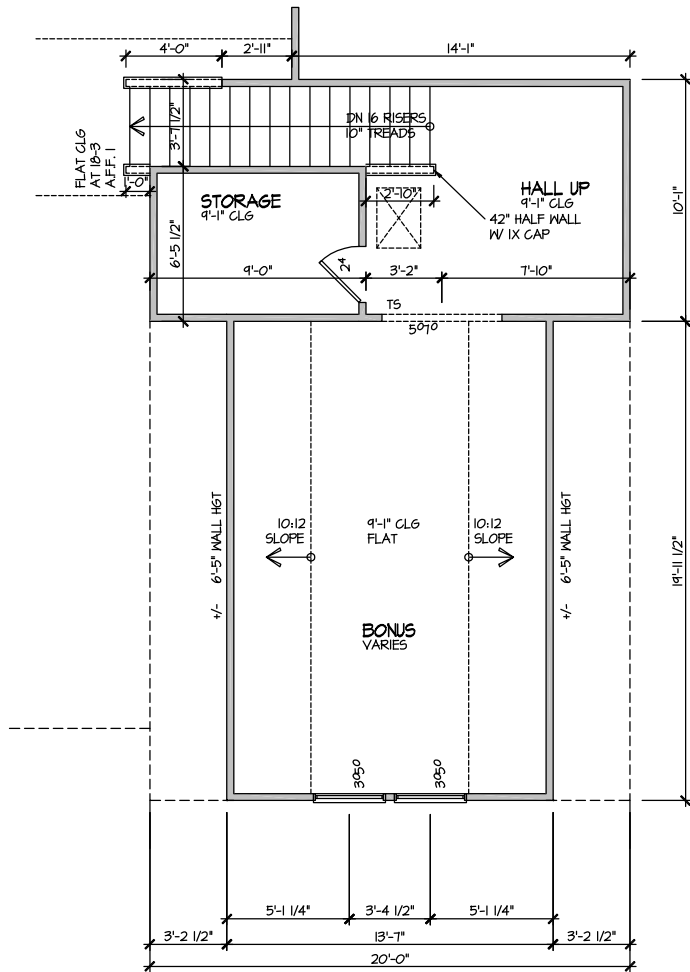 4'-0"
2'-11"
14'-1"
DN 16 RISERS
10" TREADS
3'-7 1/2"
FLAT CLG
AT 18-3
A.F.F. 1
1'-0"
STORAGE
9'-1" CLG
2'-10"
HALL UP
9'-1" CLG
42" HALF WALL
W/ 1X CAP
10'-1"
6'-5 1/2"
9'-0"
2⁴
3'-2"
7'-10"
TS
5⁰7⁰
+/- 6'-5" WALL HGT
10:12
SLOPE
9'-1" CLG
FLAT
10:12
SLOPE
+/- 6'-5" WALL HGT
19'-11 1/2"
BONUS
VARIES
3⁰5⁰
3⁰5⁰
5'-1 1/4"
3'-4 1/2"
5'-1 1/4"
3'-2 1/2"
13'-7"
3'-2 1/2"
20'-0"